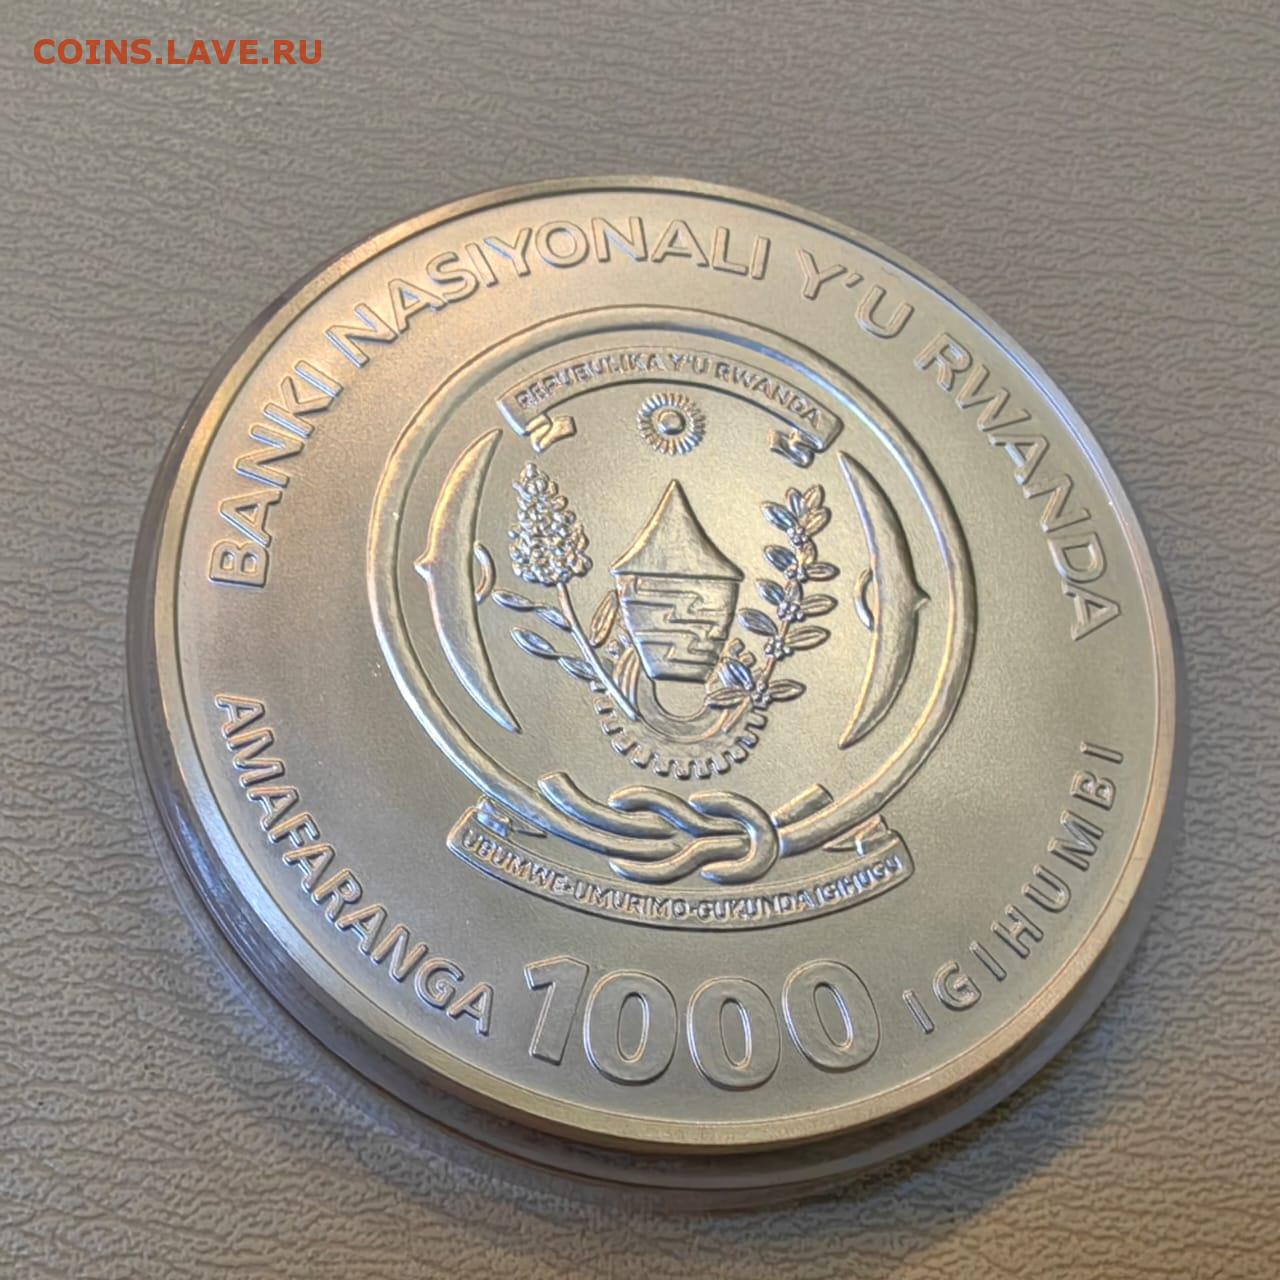 COINS.LAVE.RU
BANKI NASIYONALI Y'U RWANDA
REPUBULIKA Y'U RWANDA
UBUMWE-UMURIMO-GUKUNDA IGIHUGU
AMAFARANGA 1000 IGIHUMBI